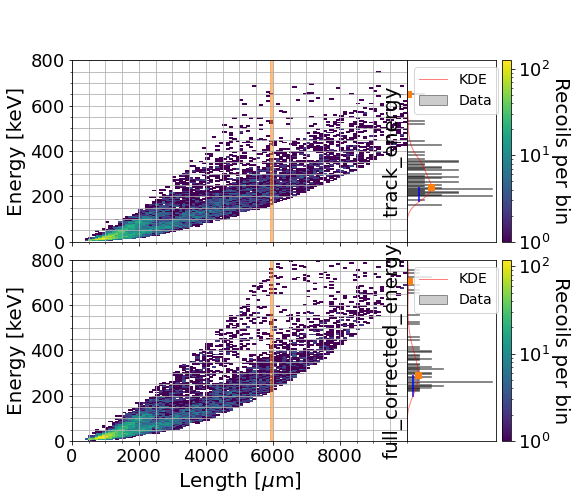 800
600
400
200
0
Energy [keV]
track_energy
KDE
Data
10²
10¹
10⁰
Recoils per bin
800
600
400
200
0
Energy [keV]
0
2000
4000
6000
8000
Length [μm]
full_corrected_energy
KDE
Data
10²
10¹
10⁰
Recoils per bin